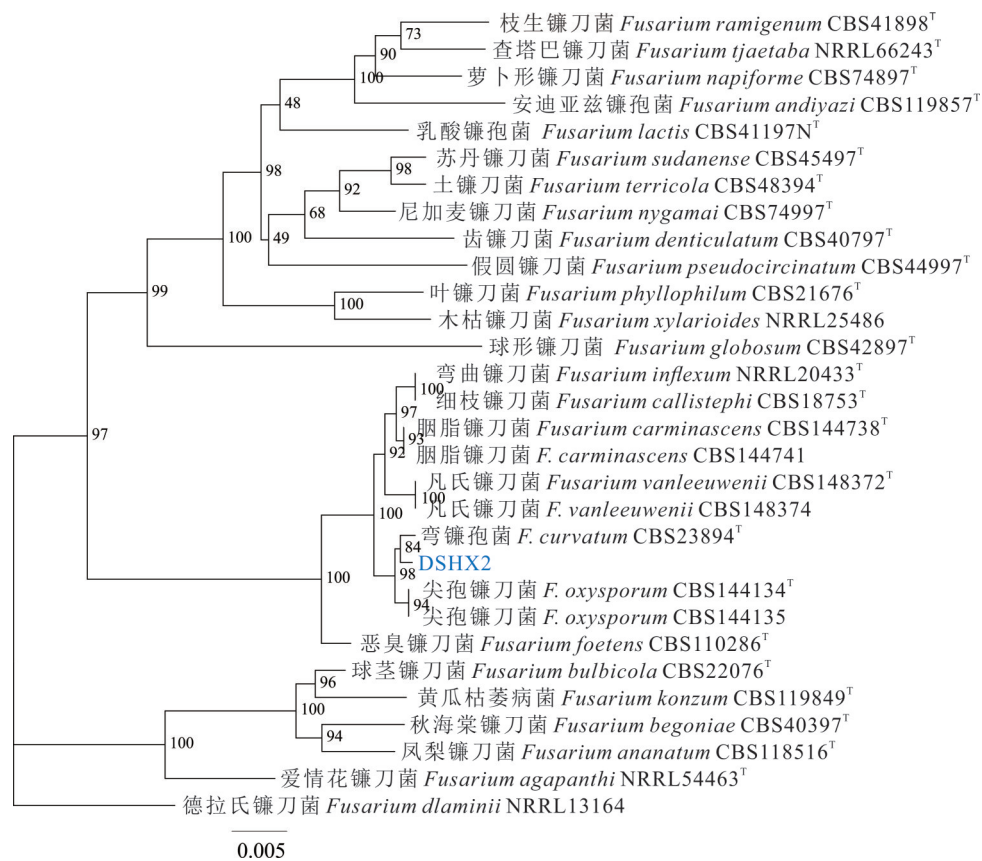 枝生镰刀菌 Fusarium ramigenum CBS41898T
73
查塔巴镰刀菌 Fusarium tjaetaba NRRL66243T
90
萝卜形镰刀菌 Fusarium napiforme CBS74897T
100
安迪亚兹镰孢菌 Fusarium andiyazi CBS119857T
48
乳酸镰孢菌 Fusarium lactis CBS41197NT
苏丹镰刀菌 Fusarium sudanense CBS45497T
98
98
土镰刀菌 Fusarium terricola CBS48394T
92
尼加麦镰刀菌 Fusarium nygamai CBS74997T
68
齿镰刀菌 Fusarium denticulatum CBS40797T
100
49
假圆镰刀菌 Fusarium pseudocircinatum CBS44997T
99
叶镰刀菌 Fusarium phyllophilum CBS21676T
100
木枯镰刀菌 Fusarium xylarioides NRRL25486
球形镰刀菌 Fusarium globosum CBS42897T
弯曲镰刀菌 Fusarium inflexum NRRL20433T
100
细枝镰刀菌 Fusarium callistephi CBS18753T
97
胭脂镰刀菌 Fusarium carminascens CBS144738T
97
93
92
胭脂镰刀菌 F. carminascens CBS144741
凡氏镰刀菌 Fusarium vanleeuwenii CBS148372T
100
凡氏镰刀菌 F. vanleeuwenii CBS148374
100
弯镰孢菌 F. curvatum CBS23894T
84
DSHX2
98
100
尖孢镰刀菌 F. oxysporum CBS144134T
94
尖孢镰刀菌 F. oxysporum CBS144135
恶臭镰刀菌 Fusarium foetens CBS110286T
球茎镰刀菌 Fusarium bulbicola CBS22076T
96
黄瓜枯萎病菌 Fusarium konzum CBS119849T
100
秋海棠镰刀菌 Fusarium begoniae CBS40397T
94
100
凤梨镰刀菌 Fusarium ananatum CBS118516T
爱情花镰刀菌 Fusarium agapanthi NRRL54463T
德拉氏镰刀菌 Fusarium dlaminii NRRL13164
0.005